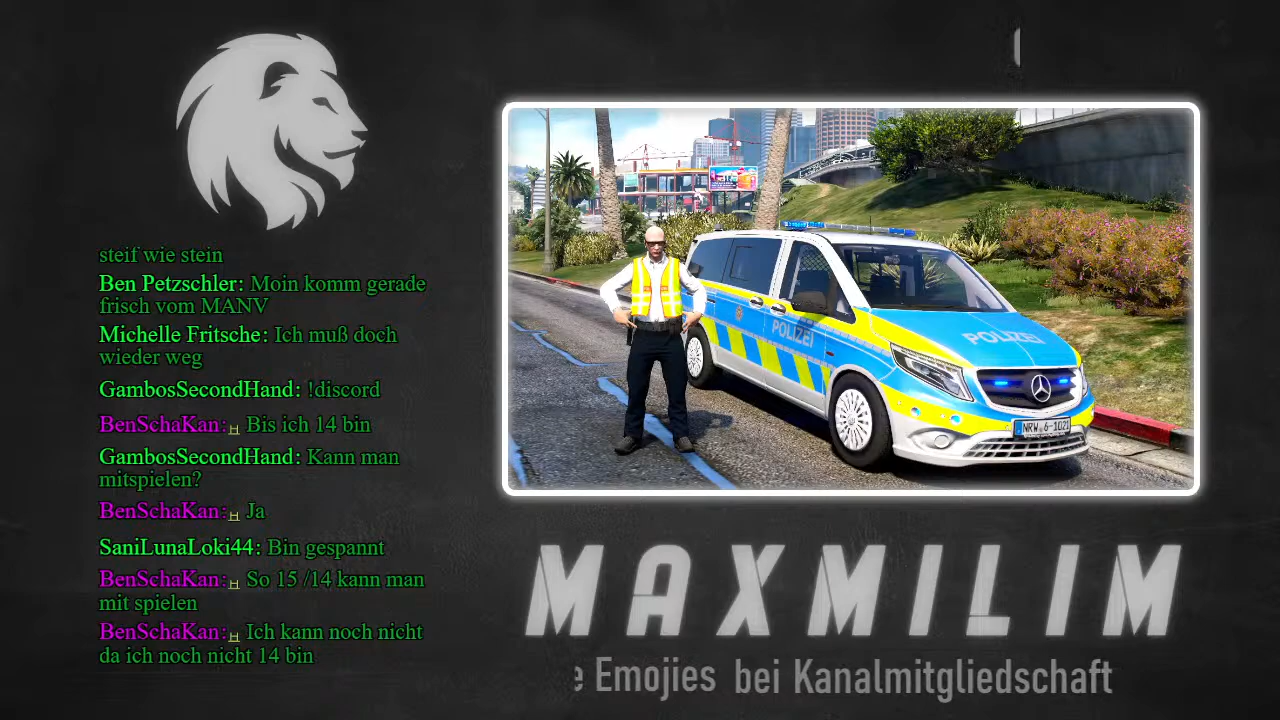 steif wie stein
Ben Petzschler: Moin komm gerade
frisch vom MANV
Michelle Fritsche: Ich muß doch
wieder weg
GambosSecondHand: !discord
BenSchaKan: Bis ich 14 bin
GambosSecondHand: Kann man
mitspielen?
BenSchaKan: Ja
SaniLunaLoki44: Bin gespannt
BenSchaKan: So 15 /14 kann man
mit spielen
BenSchaKan: Ich kann noch nicht
da ich noch nicht 14 bin
POLIZEI
POLIZEI
NRW 6-1021
MAXMILIM
e Emojies bei Kanalmitgliedschaft